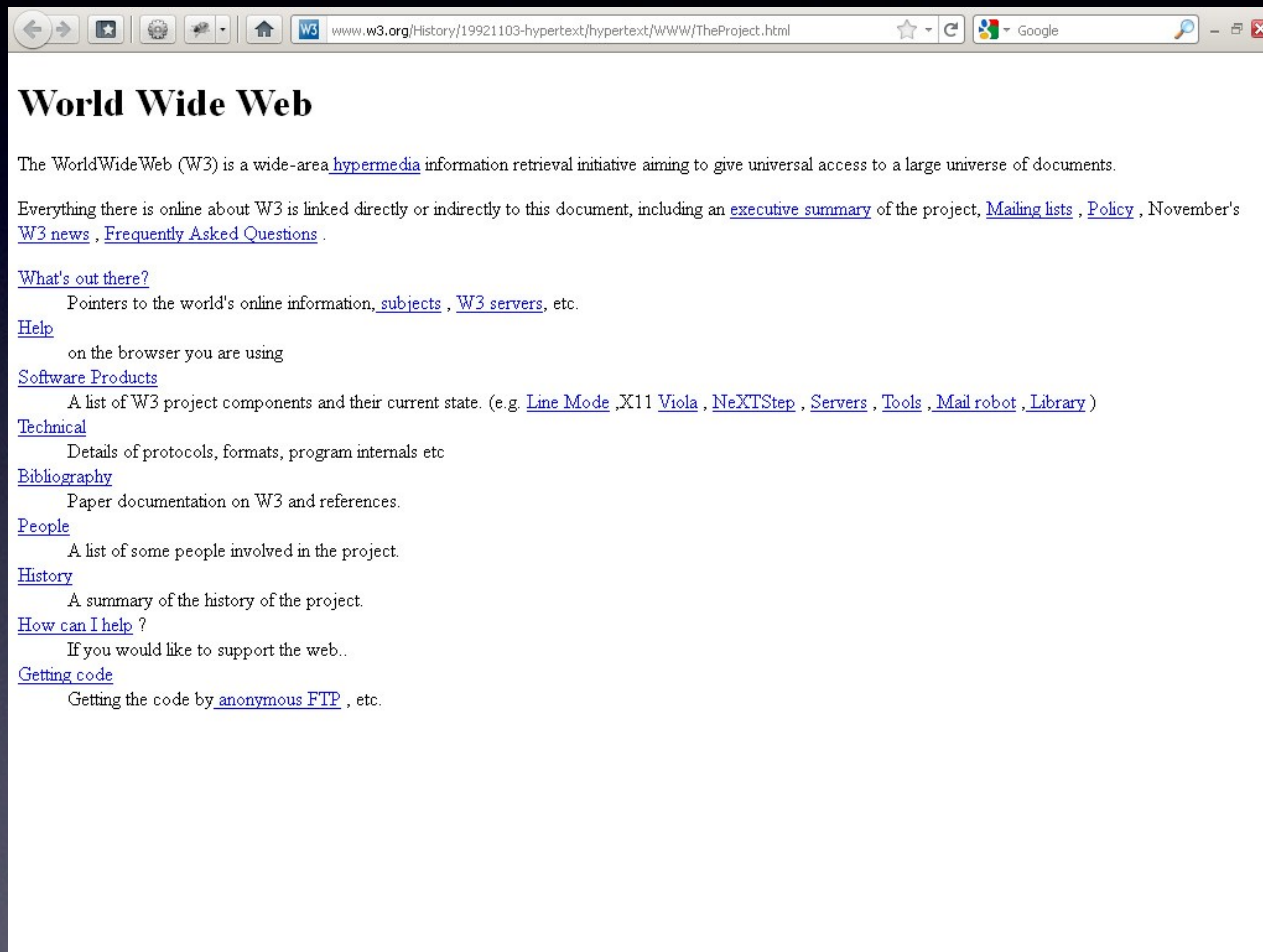 W3 www.w3.org/History/19921103-hypertext/hypertext/WWW/TheProject.html Google
World Wide Web
The WorldWideWeb (W3) is a wide-area hypermedia information retrieval initiative aiming to give universal access to a large universe of documents.
Everything there is online about W3 is linked directly or indirectly to this document, including an executive summary of the project, Mailing lists , Policy , November's
W3 news , Frequently Asked Questions .
What's out there?
Pointers to the world's online information, subjects , W3 servers, etc.
Help
on the browser you are using
Software Products
A list of W3 project components and their current state. (e.g. Line Mode ,X11 Viola , NeXTStep , Servers , Tools , Mail robot , Library )
Technical
Details of protocols, formats, program internals etc
Bibliography
Paper documentation on W3 and references.
People
A list of some people involved in the project.
History
A summary of the history of the project.
How can I help ?
If you would like to support the web..
Getting code
Getting the code by anonymous FTP , etc.